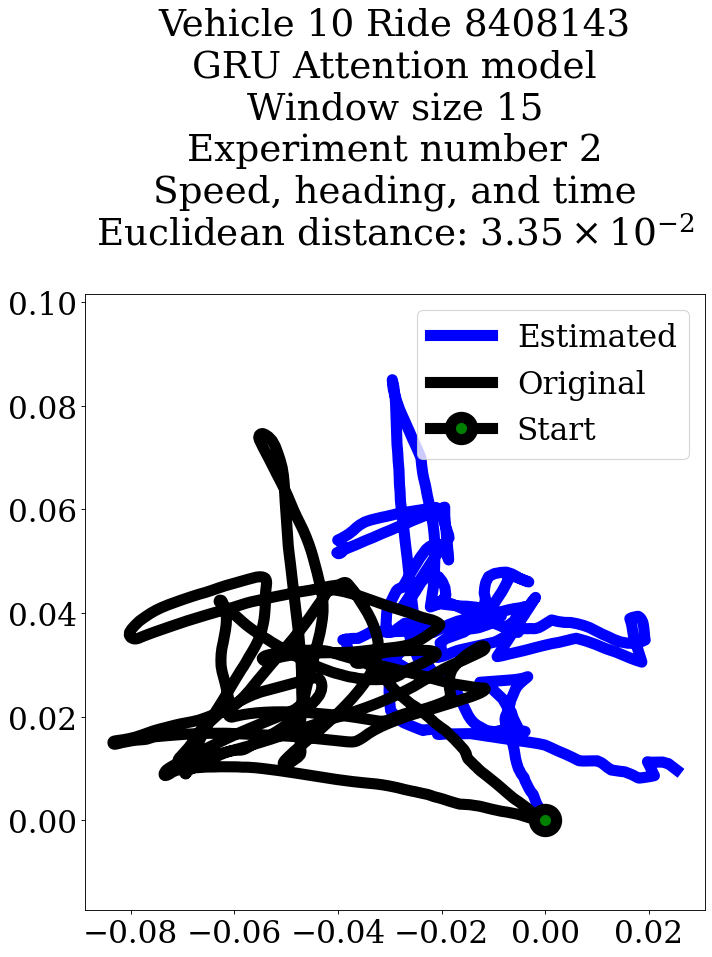 Vehicle 10 Ride 8408143
GRU Attention model
Window size 15
Experiment number 2
Speed, heading, and time
Euclidean distance: 3.35 × 10⁻²
0.10
0.08
0.06
0.04
0.02
0.00
Estimated
Original
Start
−0.08 −0.06 −0.04 −0.02 0.00 0.02